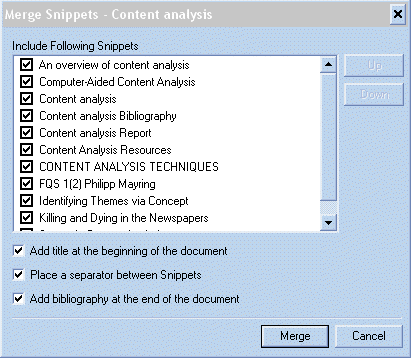 Merge Snippets - Content analysis
Include Following Snippets
An overview of content analysis
Computer-Aided Content Analysis
Content analysis
Content analysis Bibliography
Content analysis Report
Content Analysis Resources
CONTENT ANALYSIS TECHNIQUES
FQS 1(2) Philipp Mayring
Identifying Themes via Concept
Killing and Dying in the Newspapers
Up
Down
Add title at the beginning of the document
Place a separator between Snippets
Add bibliography at the end of the document
Merge
Cancel